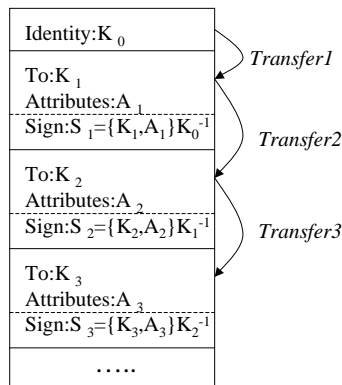 Identity:K 0
Transfer1
To:K 1
Attributes:A 1
Sign:S 1={K1,A1}K0-1
Transfer2
To:K 2
Attributes:A 2
Sign:S 2={K2,A2}K1-1
Transfer3
To:K 3
Attributes:A 3
Sign:S 3={K3,A3}K2-1
.....